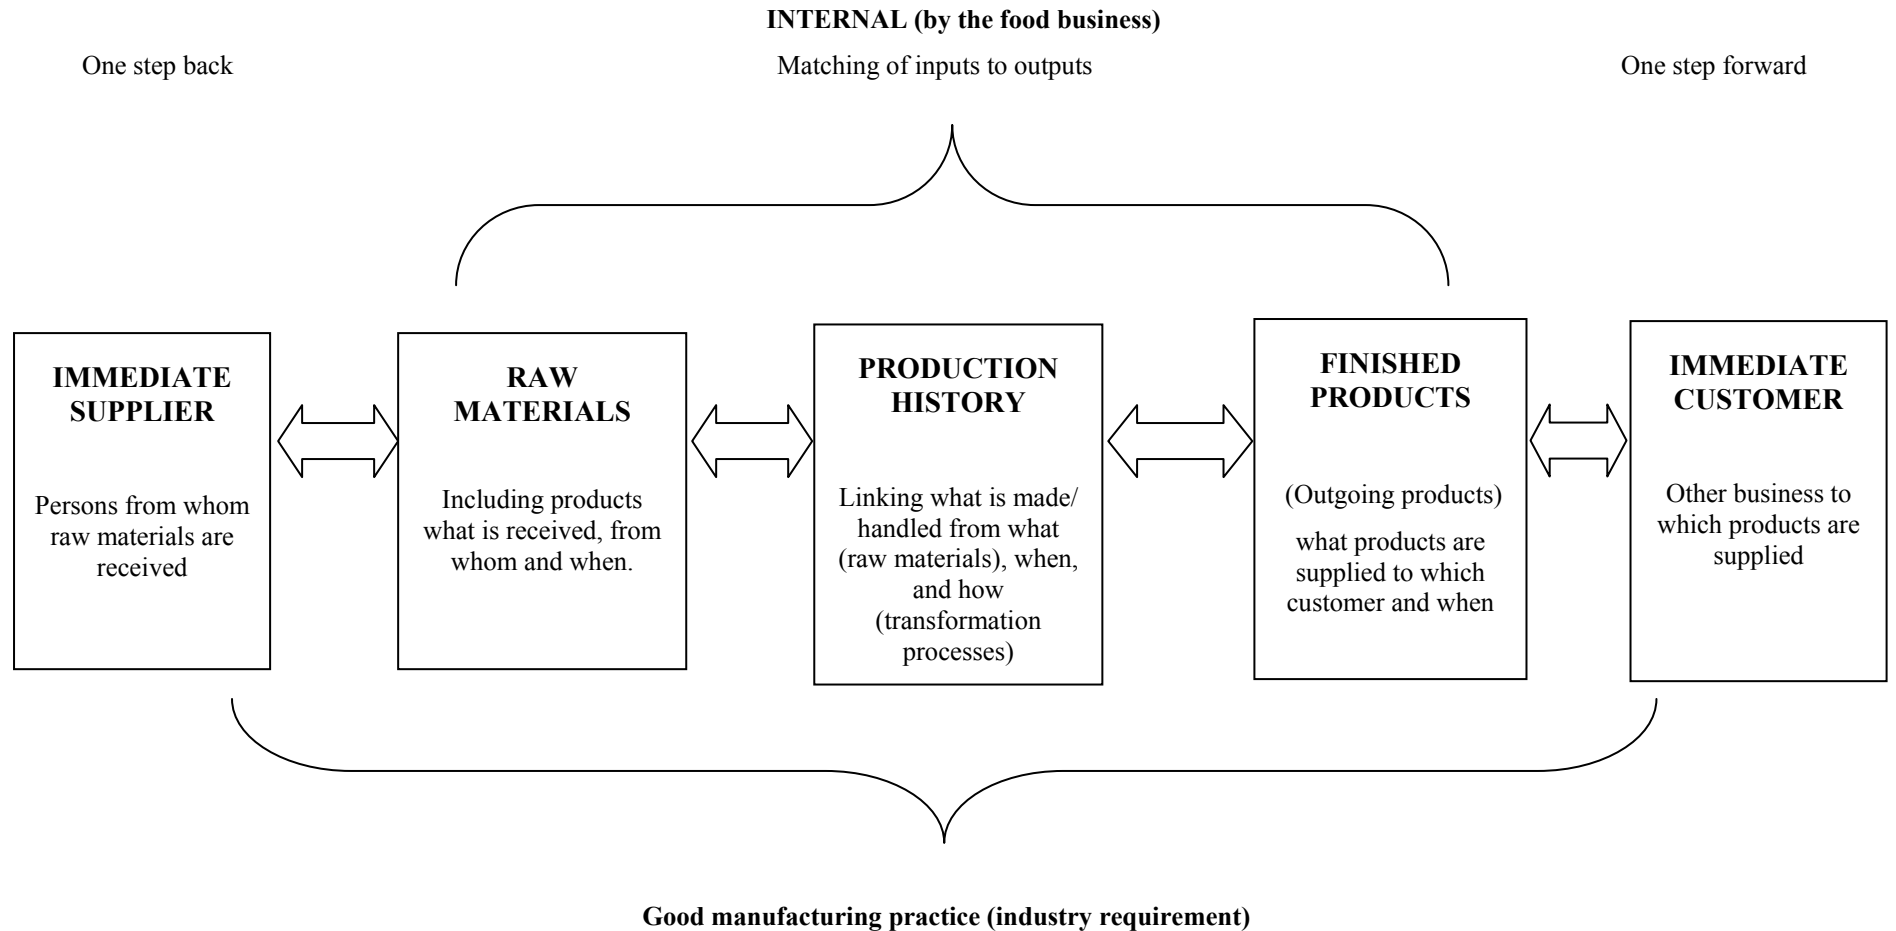 INTERNAL (by the food business)
One step back
Matching of inputs to outputs
One step forward
IMMEDIATE
SUPPLIER
Persons from whom
raw materials are
received
RAW
MATERIALS
Including products
what is received, from
whom and when.
PRODUCTION
HISTORY
Linking what is made/
handled from what
(raw materials), when,
and how
(transformation
processes)
FINISHED
PRODUCTS
(Outgoing products)
what products are
supplied to which
customer and when
IMMEDIATE
CUSTOMER
Other business to
which products are
supplied
Good manufacturing practice (industry requirement)